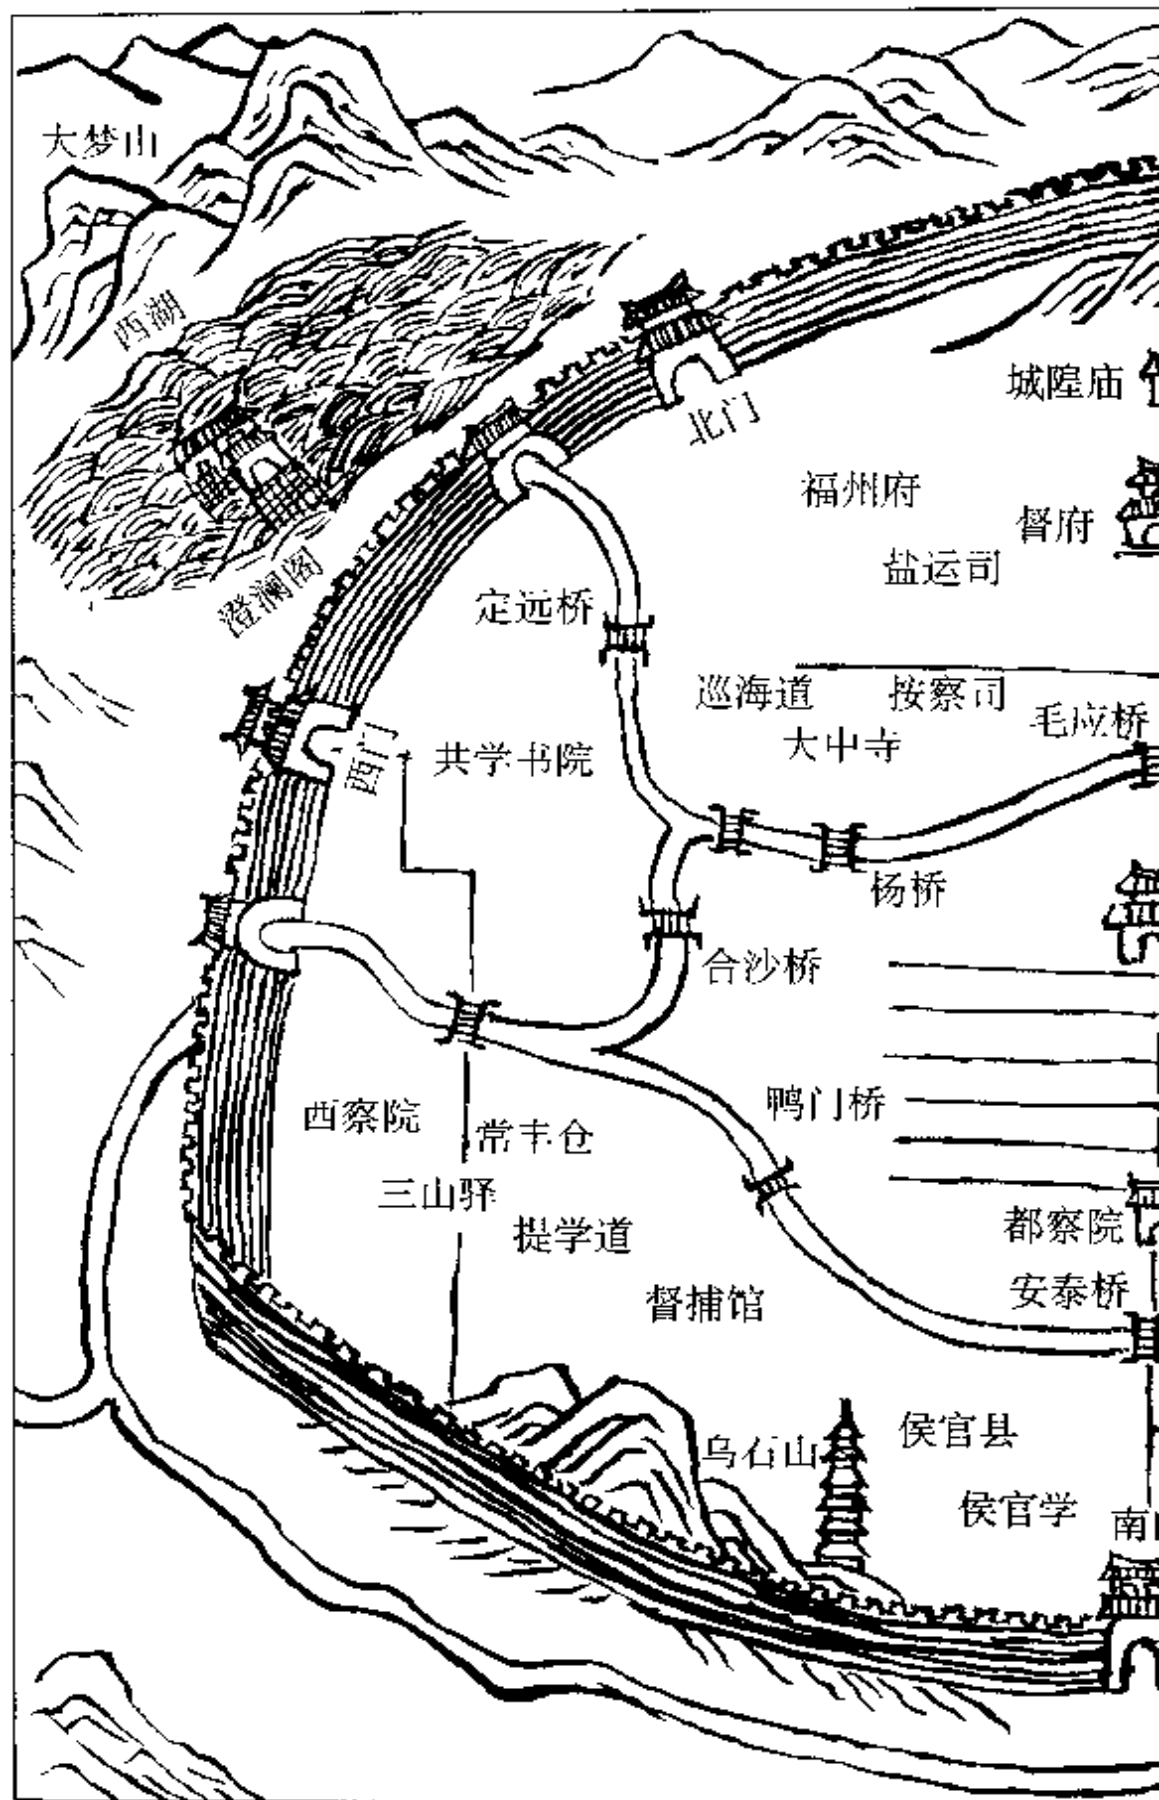 大梦山
西湖
北门
城隍庙
福州府
督府
盐运司
澄澜阁
定远桥
巡海道
按察司
毛应桥
西门
共学书院
大中寺
杨桥
合沙桥
鸭门桥
西察院
常丰仓
三山驿
提学道
都察院
安泰桥
督捕馆
乌石山
侯官县
侯官学
南